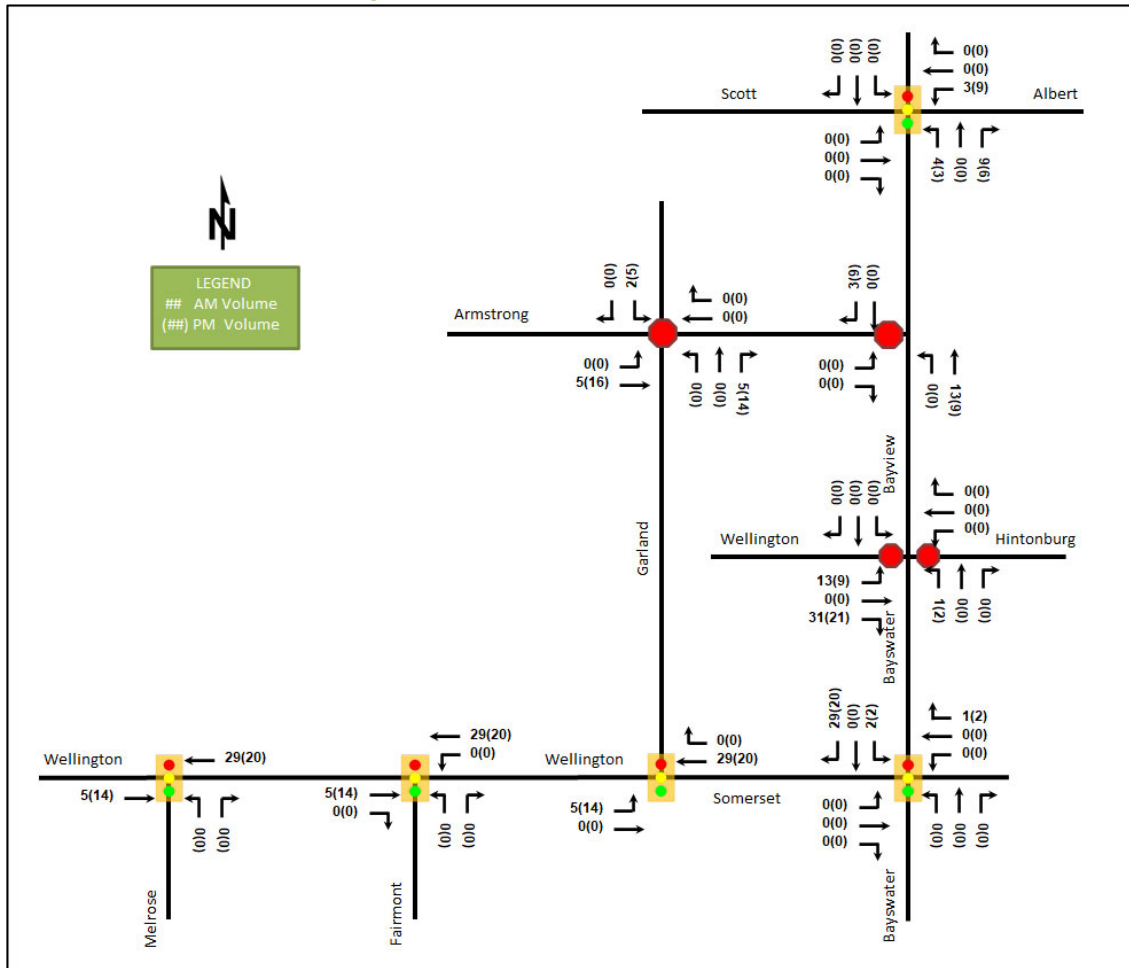 0(0) 0(0) 0(0)
0(0)
0(0)
3(9)
Scott
Albert
0(0)
0(0)
0(0)
4(3) 0(0) 9(6)
N
LEGEND
## AM Volume
(##) PM Volume
0(0) 2(5)
0(0)
0(0)
3(9) 0(0)
Armstrong
0(0)
5(16)
0(0) 0(0) 5(14)
0(0)
0(0)
0(0) 13(9)
Bayview
Garland
0(0) 0(0) 0(0)
0(0)
0(0)
0(0)
Wellington
Hintonburg
13(9)
0(0)
31(21)
1(2) 0(0) 0(0)
Bayswater
29(20)
29(20)
0(0)
0(0)
29(20)
29(20) 0(0) 2(2)
1(2)
0(0)
0(0)
Wellington
Wellington
Somerset
5(14)
0(0) 0(0)
5(14)
0(0)
0(0) 0(0)
5(14)
0(0)
0(0)
0(0)
0(0)
0(0) 0(0) 0(0)
Melrose
Fairmont
Bayswater